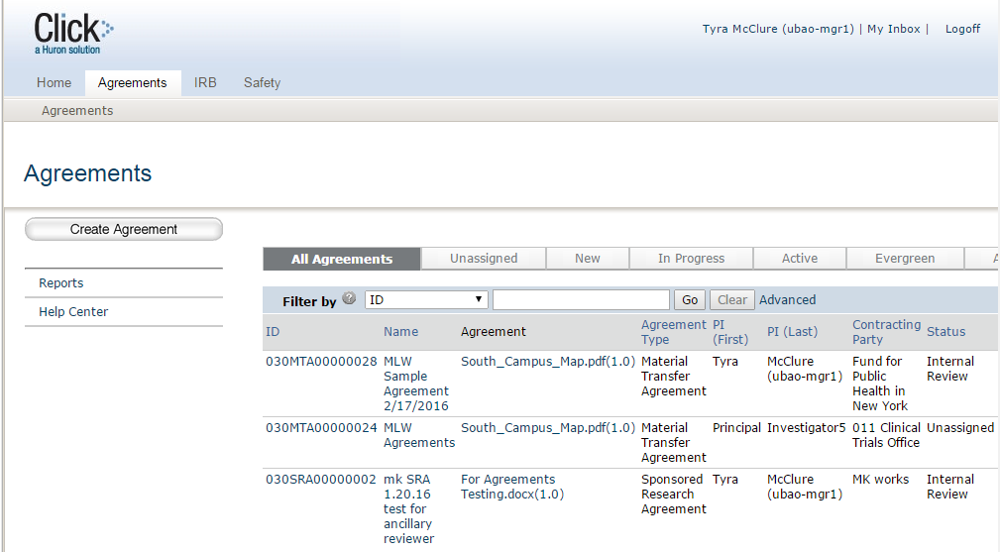 Click
a Huron solution
Tyra McClure (ubao-mgr1) | My Inbox | Logoff
Home Agreements IRB Safety
Agreements
Agreements
Create Agreement
Reports
Help Center
All Agreements Unassigned New In Progress Active Evergreen A
Filter by ? ID Go Clear Advanced
ID Name Agreement Agreement Type PI (First) PI (Last) Contracting Party Status
030MTA00000028 MLW South_Campus_Map.pdf(1.0) Material Tyra McClure Fund for Internal
Sample Transfer (ubao-mgr1) Public Review
Agreement Agreement Health in
2/17/2016 New York
030MTA00000024 MLW South_Campus_Map.pdf(1.0) Material Principal Investigator5 011 Clinical Unassigned
Agreements Transfer Trials Office
Agreement
030SRA00000002 mk SRA For Agreements Sponsored Tyra McClure MK works Internal
1.20.16 Testing.docx(1.0) Research (ubao-mgr1) Review
test for Agreement
ancillary
reviewer